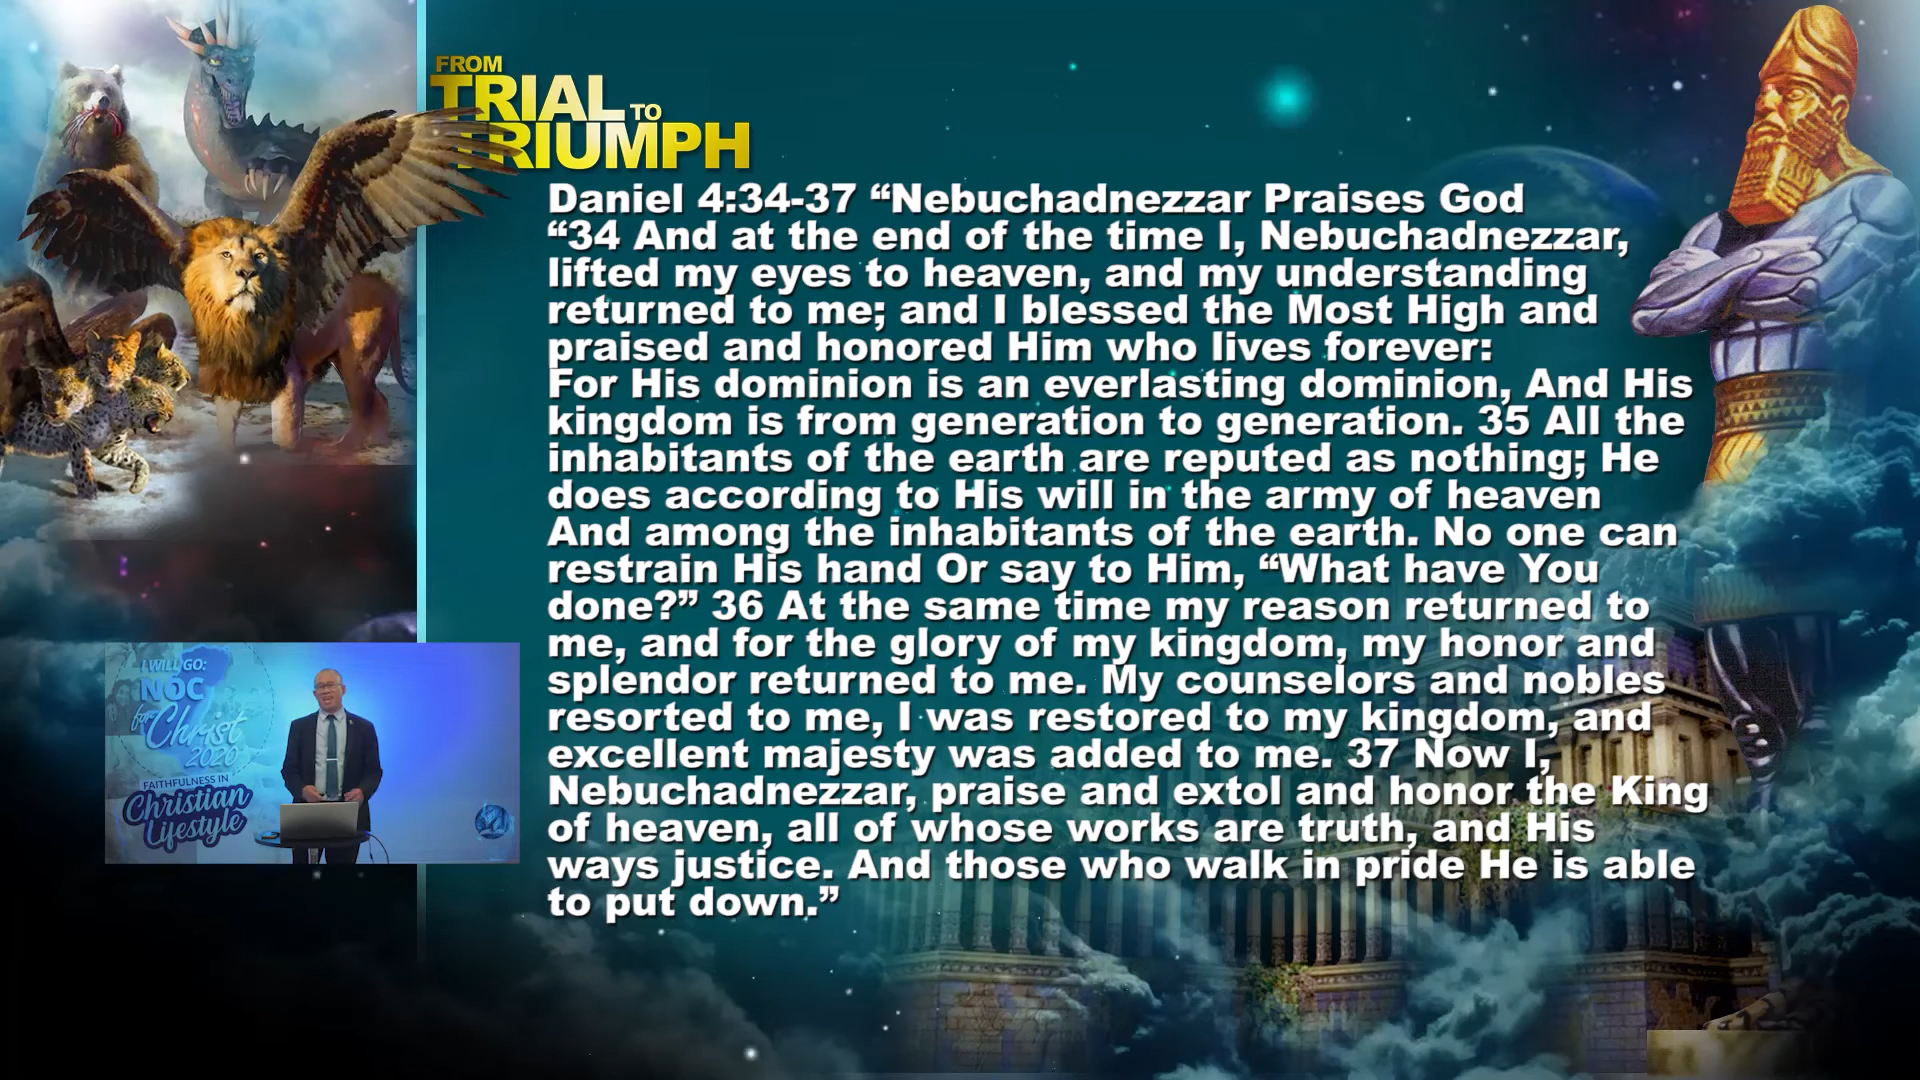 FROM
TRIAL TO
TRIUMPH
Daniel 4:34-37 “Nebuchadnezzar Praises God
“34 And at the end of the time I, Nebuchadnezzar,
lifted my eyes to heaven, and my understanding
returned to me; and I blessed the Most High and
praised and honored Him who lives forever:
For His dominion is an everlasting dominion, And His
kingdom is from generation to generation. 35 All the
inhabitants of the earth are reputed as nothing; He
does according to His will in the army of heaven
And among the inhabitants of the earth. No one can
restrain His hand Or say to Him, “What have You
done?” 36 At the same time my reason returned to
me, and for the glory of my kingdom, my honor and
splendor returned to me. My counselors and nobles
resorted to me, I was restored to my kingdom, and
excellent majesty was added to me. 37 Now I,
Nebuchadnezzar, praise and extol and honor the King
of heaven, all of whose works are truth, and His
ways justice. And those who walk in pride He is able
to put down.”
I WILL GO:
NOC
for Christ
2020
FAITHFULNESS IN
Christian
Lifestyle